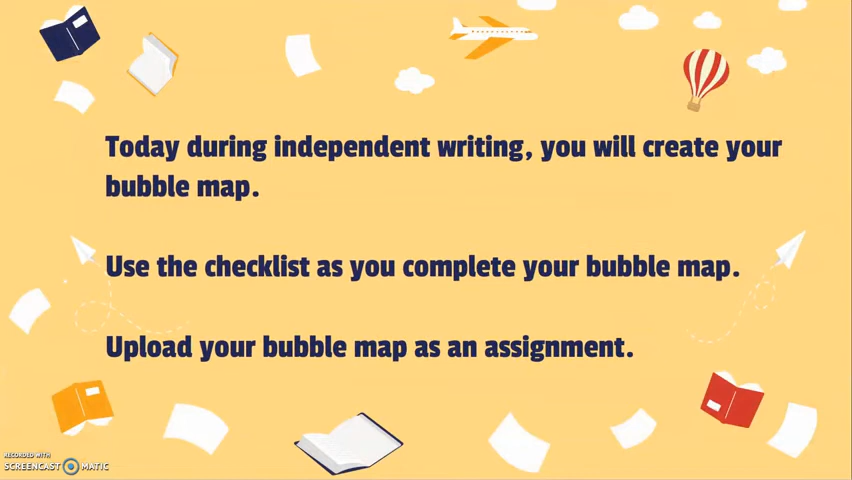 Today during independent writing, you will create your
bubble map.
Use the checklist as you complete your bubble map.
Upload your bubble map as an assignment.
RECORDED WITH
SCREENCAST MATIC